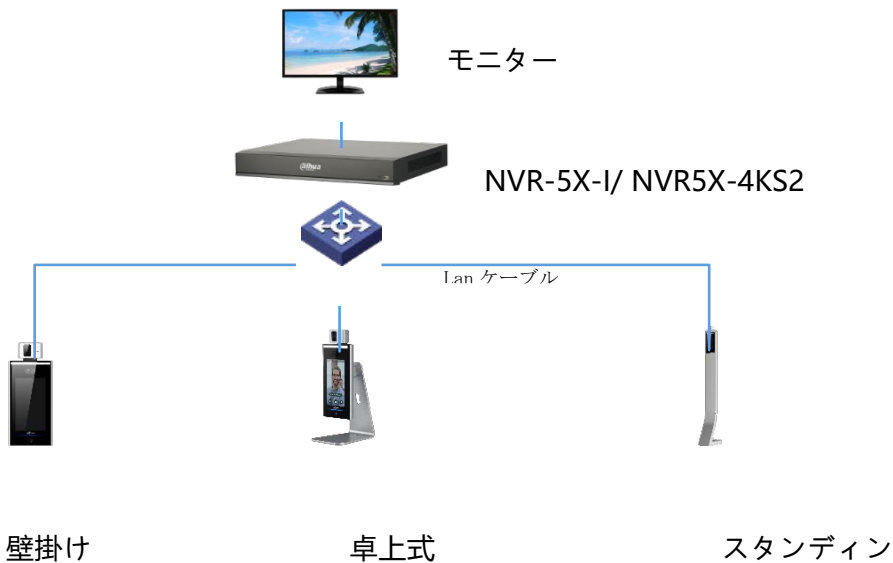 モニター
alhua
NVR-5X-I/ NVR5X-4KS2
Lan ケーブル
壁掛け
卓上式
スタンディン